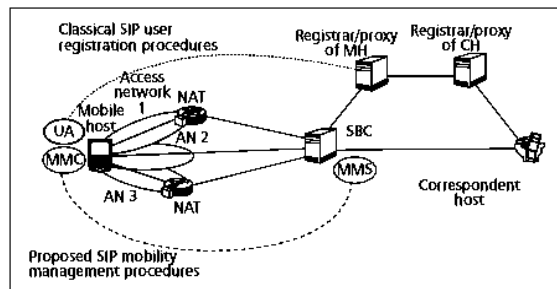 Classical SIP user
registration procedures
Registrar/proxy
of MH
Registrar/proxy
of CH
Access
network
1
NAT
Mobile
host
UA
AN 2
SBC
MMC
MMS
AN 3
NAT
Correspondent
host
Proposed SIP mobility
management procedures